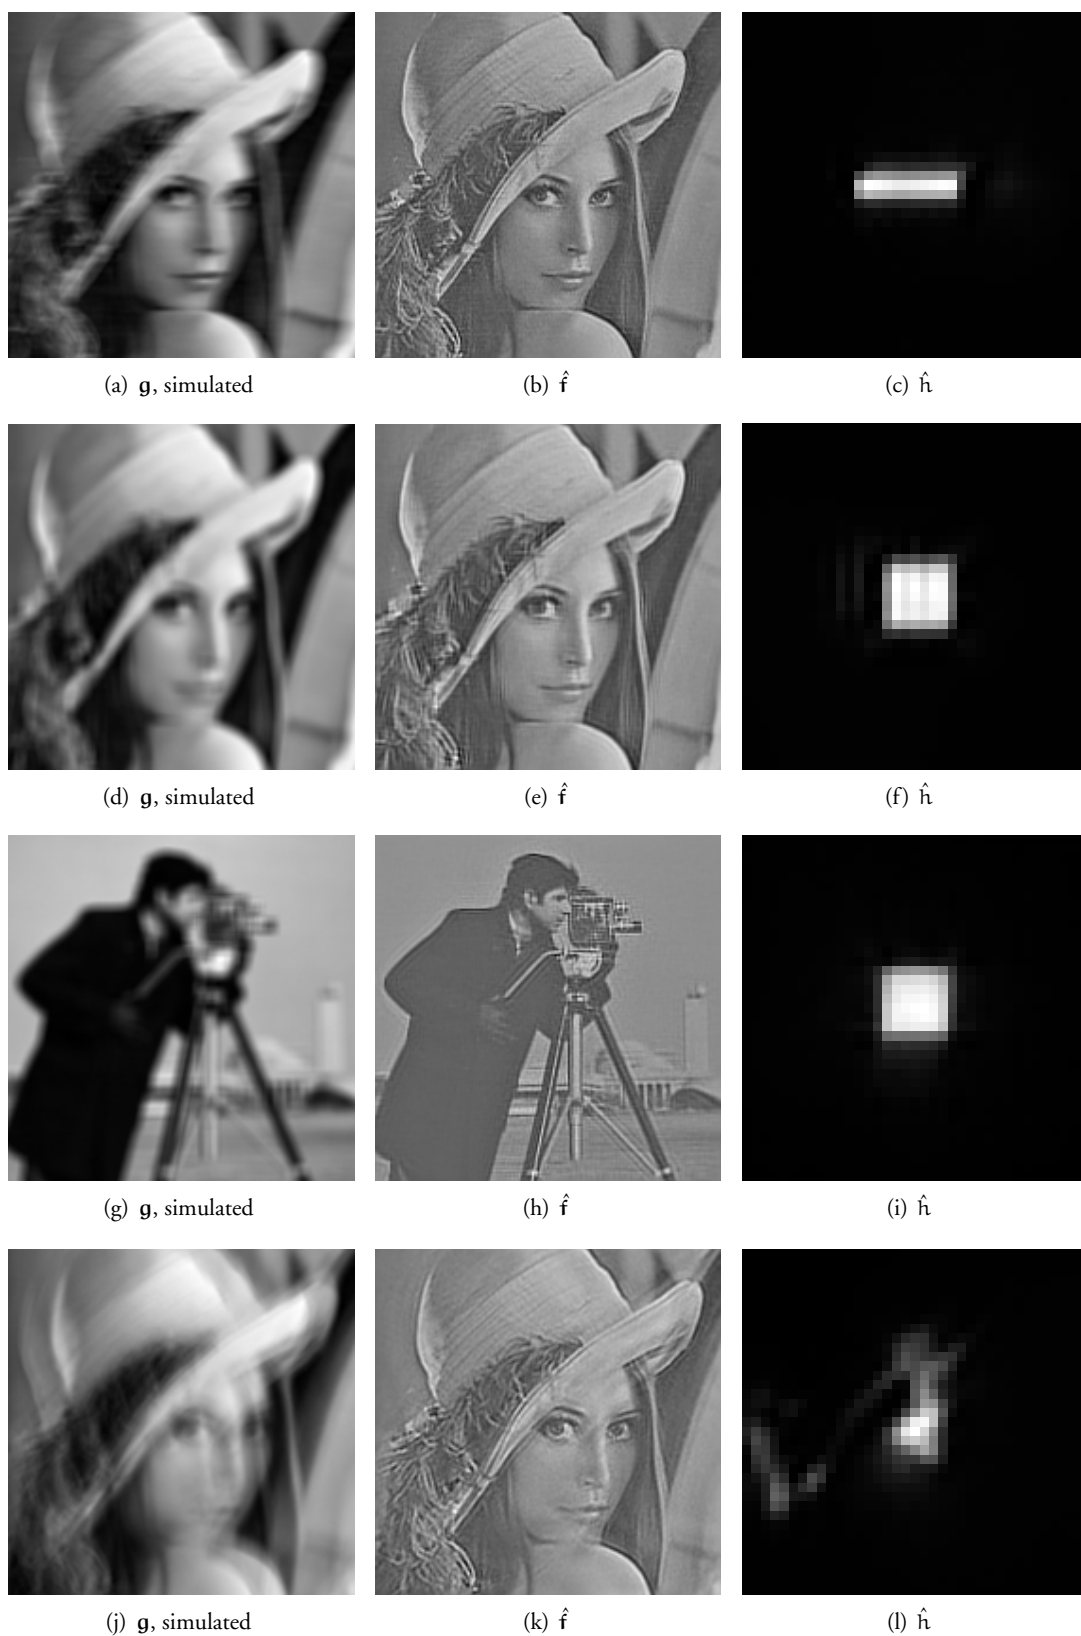 (a) g, simulated (b) f̂ (c) ĥ
(d) g, simulated (e) f̂ (f) ĥ
(g) g, simulated (h) f̂ (i) ĥ
(j) g, simulated (k) f̂ (l) ĥ